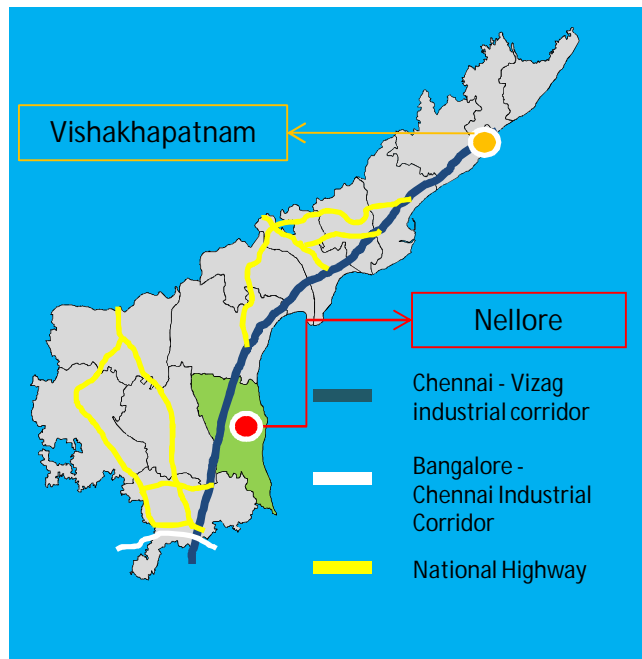 Vishakhapatnam
Nellore
Chennai - Vizag
industrial corridor
Bangalore -
Chennai Industrial
Corridor
National Highway